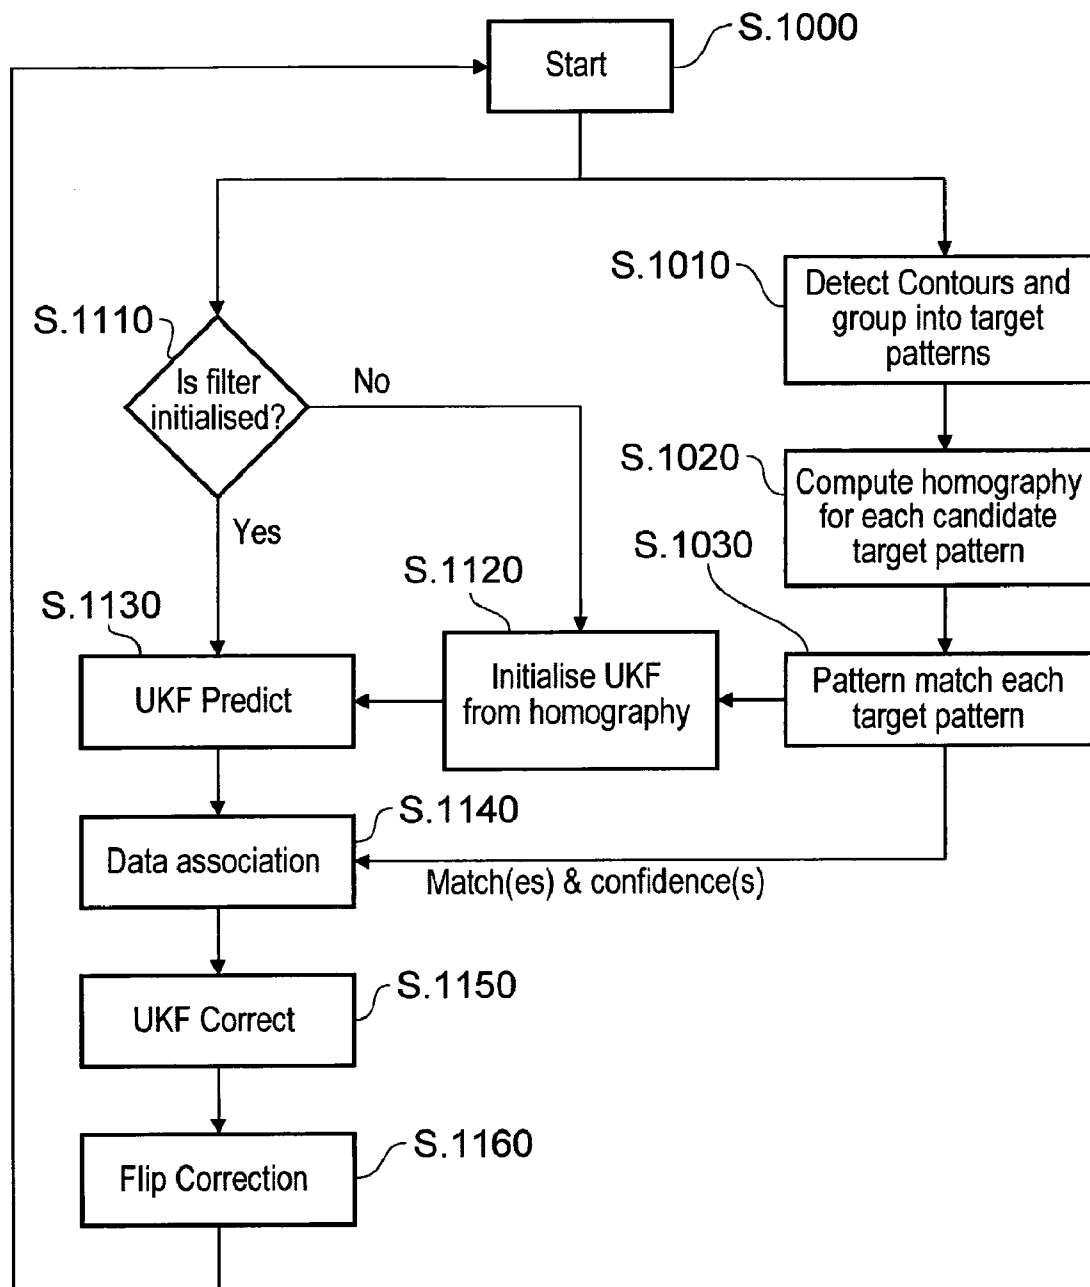 S.1000
Start
S.1010
Detect Contours and
group into target
patterns
S.1110
Is filter
initialised?
No
Yes
S.1020
Compute homography
for each candidate
target pattern
S.1030
Pattern match each
target pattern
S.1120
Initialise UKF
from homography
S.1130
UKF Predict
S.1140
Data association
Match(es) & confidence(s)
S.1150
UKF Correct
S.1160
Flip Correction